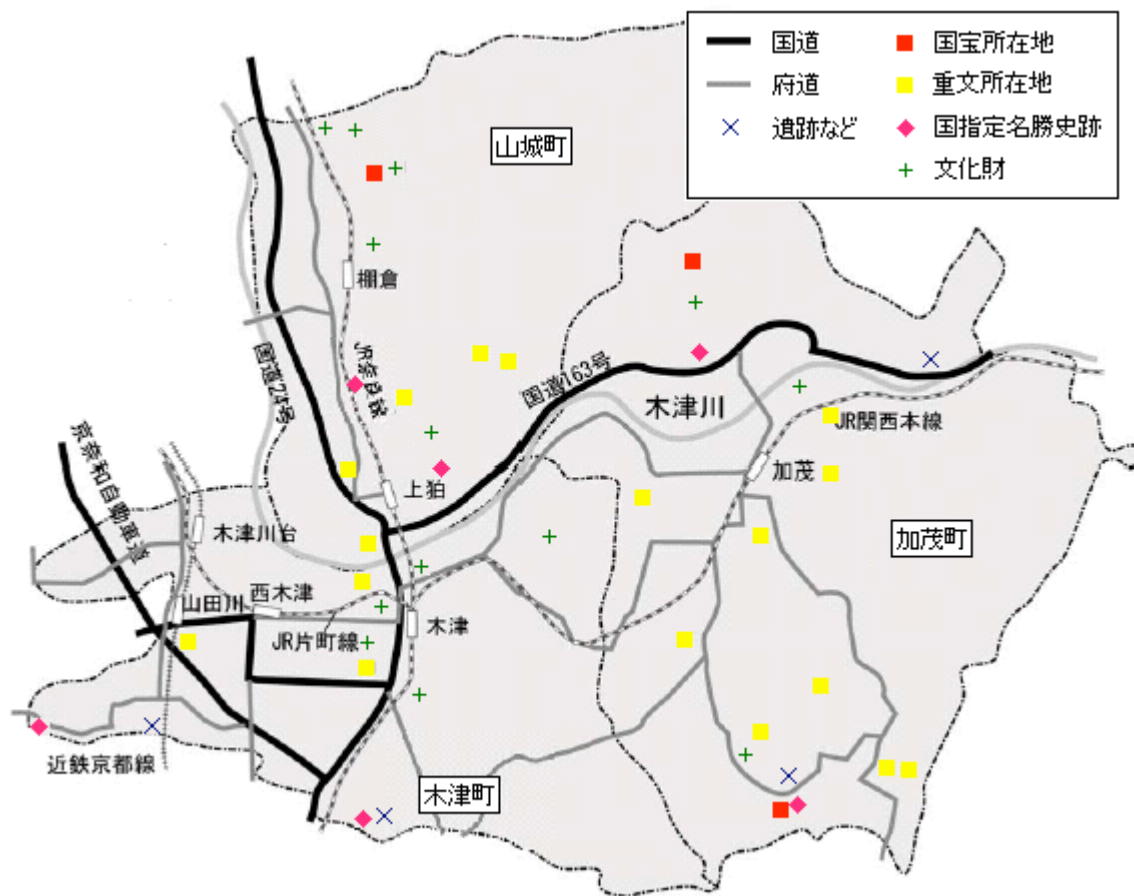 国道
府道
遺跡など
国宝所在地
重文所在地
国指定名勝史跡
文化財
山城町
棚倉
国道24号
JR奈良線
国道163号
木津川
JR関西本線
加茂
上狛
京奈和自動車道
木津川台
加茂町
山田川
西木津
JR片町線
木津
近鉄京都線
木津町